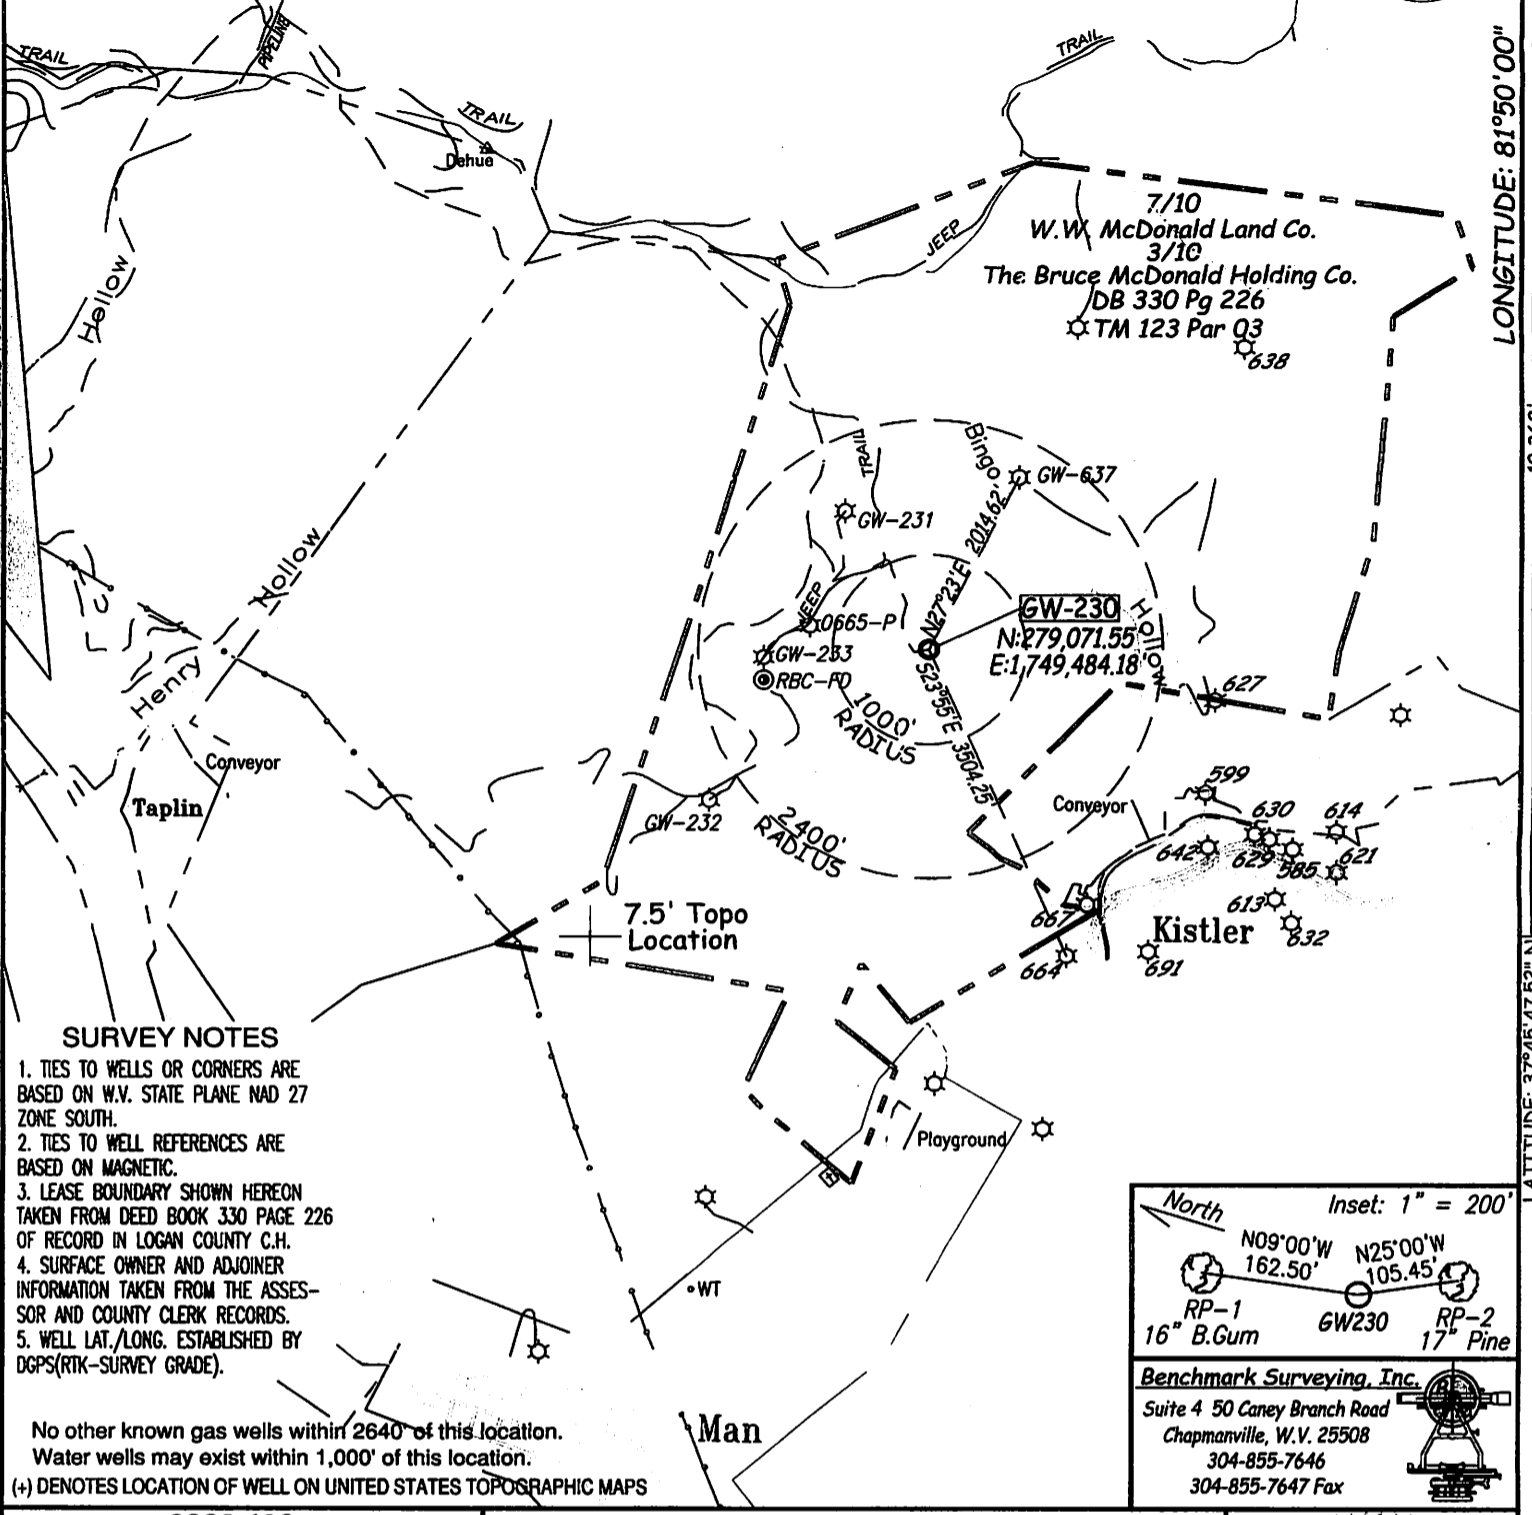 TRAIL
PIPELINE
TRAIL
Dehue
TRAIL
JEEP
LONGITUDE: 81°50'00"
7/10
W.W. McDonald Land Co.
3/10
The Bruce McDonald Holding Co.
DB 330 Pg 226
TM 123 Par 03
638
Hollow
Hollow
Henry
Conveyor
Taplin
TRAIL
Bingo
GW-637
GW-231
N27°23'E 2014.62'
JEEP
0665-P
GW-230
N:279,071.55
E:1,749,484.18'
Hollow
GW-233
RBC-FD
S23°55'E 3504.25'
1000'
RADIUS
627
GW-232
2400'
RADIUS
Conveyor
599
630
614
642
629
585
621
613
632
667
Kistler
664
691
7.5' Topo
Location
LATITUDE: 37°45'47.52" N
SURVEY NOTES
1. TIES TO WELLS OR CORNERS ARE
BASED ON W.V. STATE PLANE NAD 27
ZONE SOUTH.
2. TIES TO WELL REFERENCES ARE
BASED ON MAGNETIC.
3. LEASE BOUNDARY SHOWN HEREON
TAKEN FROM DEED BOOK 330 PAGE 226
OF RECORD IN LOGAN COUNTY C.H.
4. SURFACE OWNER AND ADJOINER
INFORMATION TAKEN FROM THE ASSES-
SOR AND COUNTY CLERK RECORDS.
5. WELL LAT./LONG. ESTABLISHED BY
DGPS(RTK-SURVEY GRADE).
Playground
WT
Man
No other known gas wells within 2640' of this location.
Water wells may exist within 1,000' of this location.
(+) DENOTES LOCATION OF WELL ON UNITED STATES TOPOGRAPHIC MAPS
North
Inset: 1" = 200'
N09°00'W
162.50'
N25°00'W
105.45'
RP-1
16" B.Gum
GW230
RP-2
17" Pine
Benchmark Surveying, Inc.
Suite 4 50 Caney Branch Road
Chapmanville, W.V. 25508
304-855-7646
304-855-7647 Fax